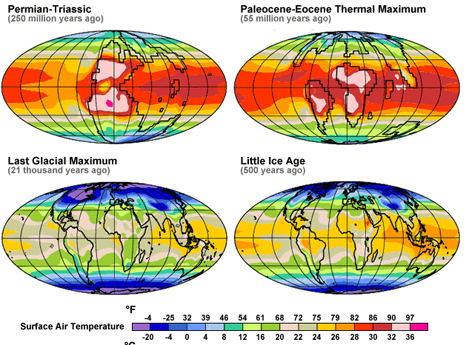 Permian-Triassic
(250 million years ago)
Paleocene-Eocene Thermal Maximum
(55 million years ago)
Last Glacial Maximum
(21 thousand years ago)
Little Ice Age
(500 years ago)
°F
-4 -25 32 39 46 54 61 68 75 79 82 86 90 97
Surface Air Temperature
-20 -4 0 4 8 12 16 20 24 26 28 30 32 36
°C